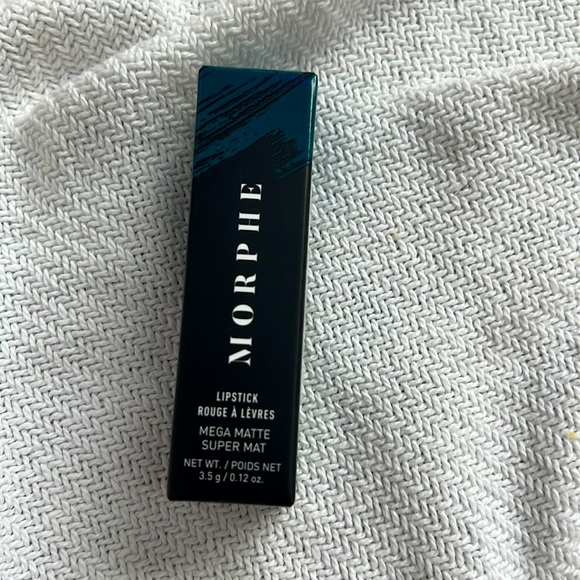 MORPHE
LIPSTICK
ROUGE À LÈVRES
MEGA MATTE
SUPER MAT
NET WT. / POIDS NET
3.5 g / 0.12 oz.